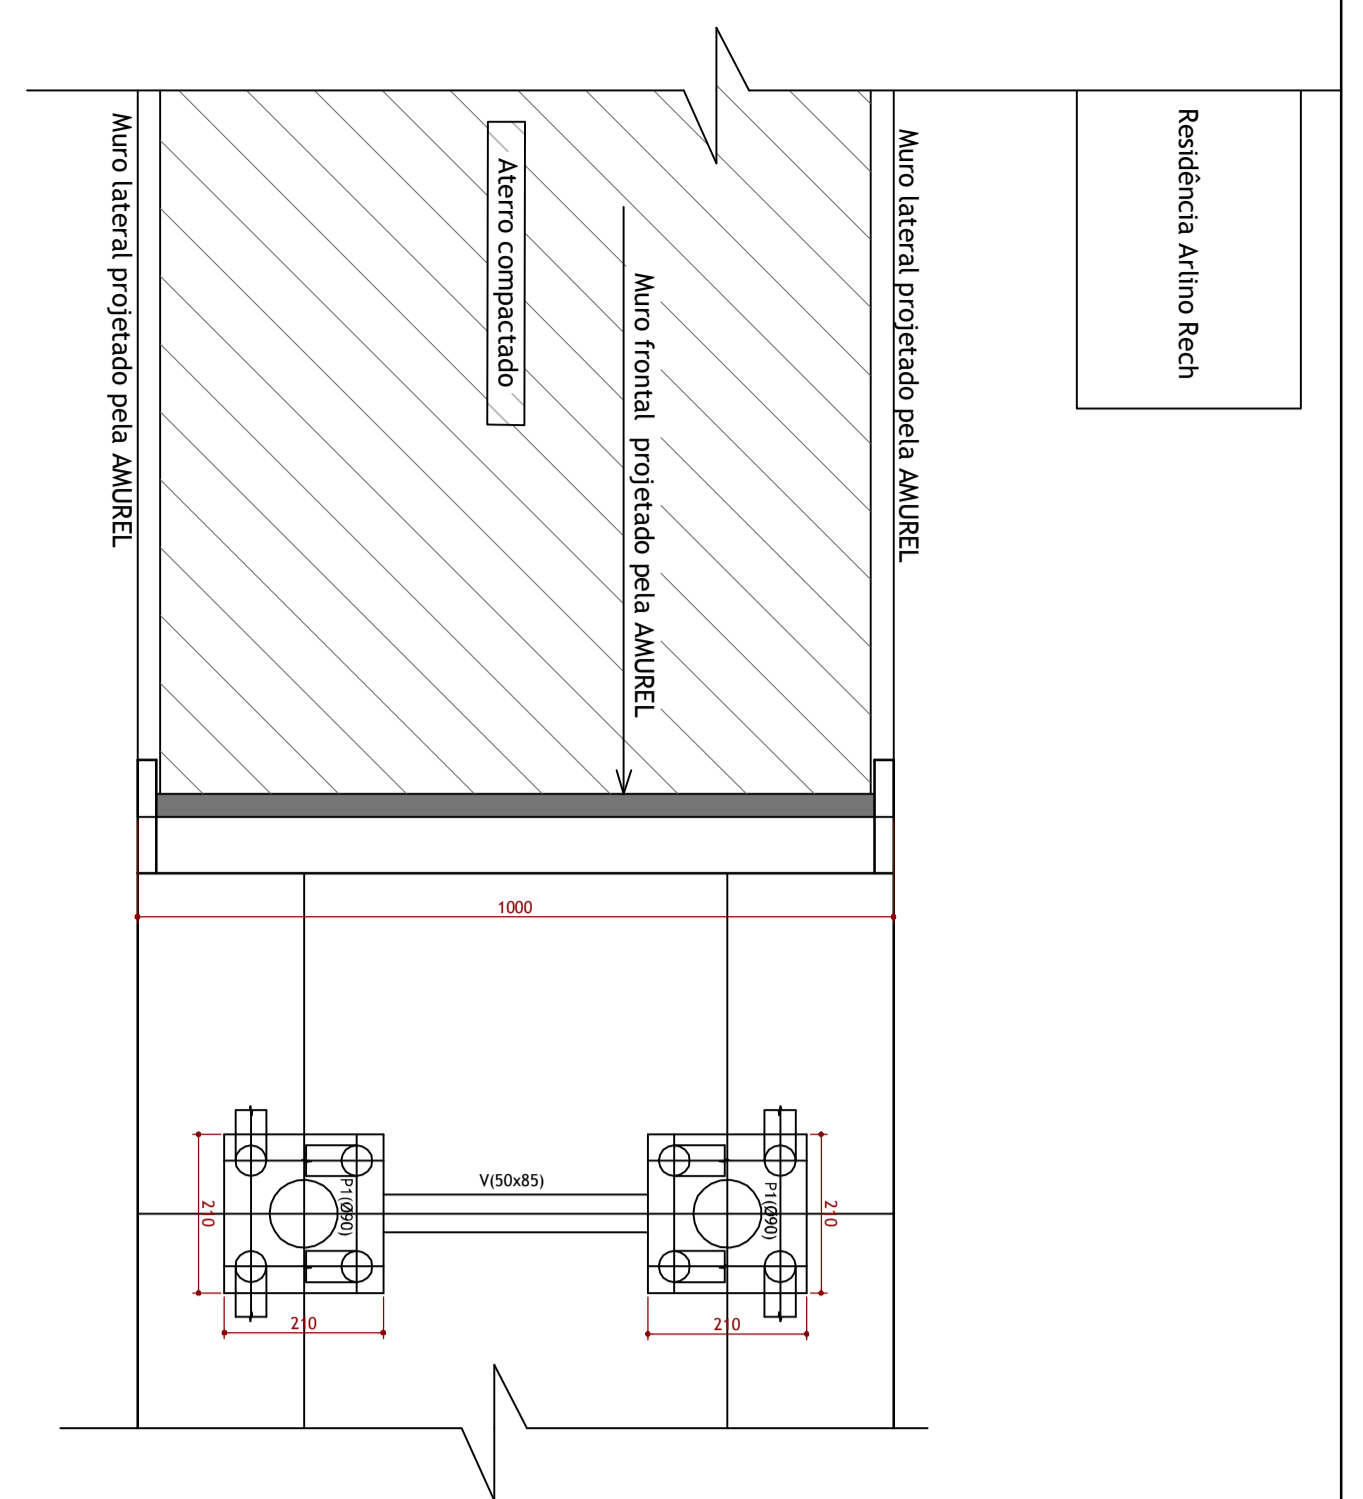 Muro lateral projetado pela AMUREL
Aterro compactado
Muro frontal projetado pela AMUREL
Muro lateral projetado pela AMUREL
Residência Arlino Rech
1000
V(50x85)
P1(Ø90)
P1(Ø90)
210
210
210
210